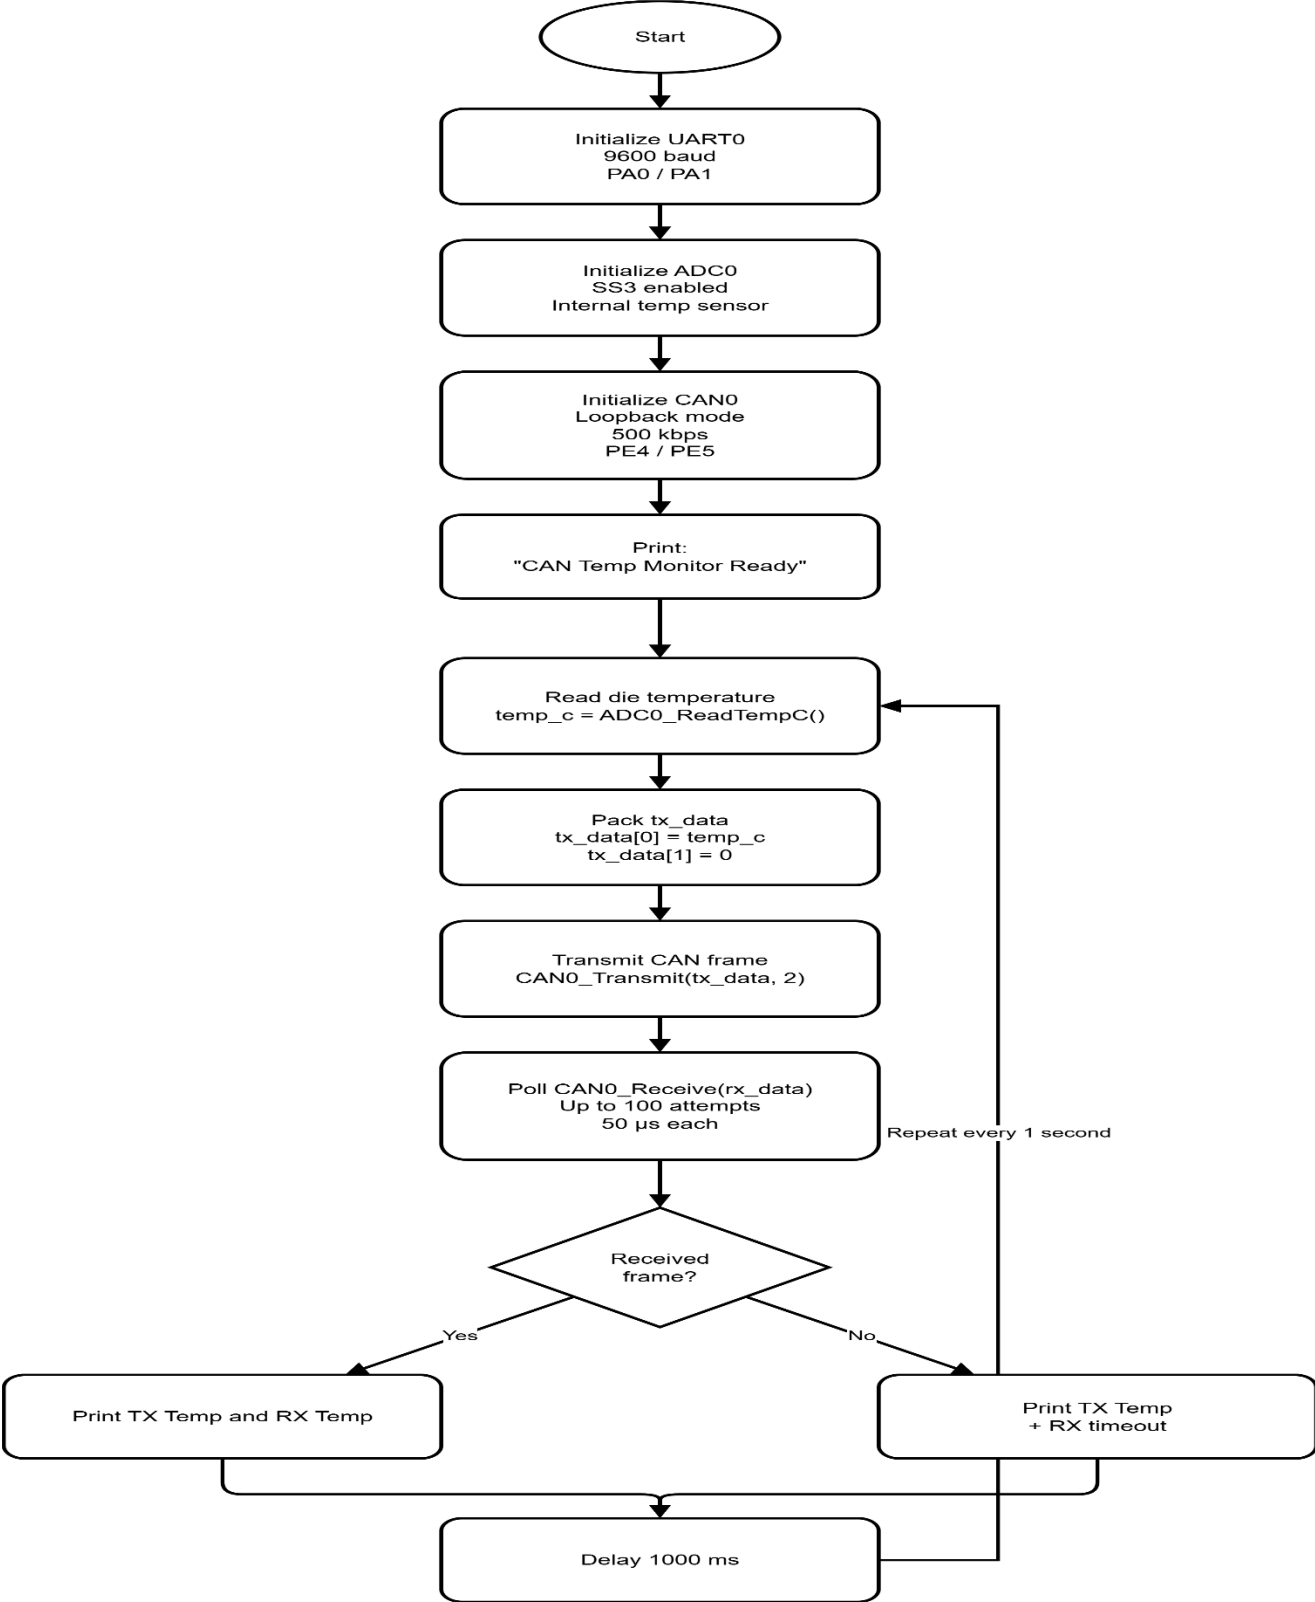 Start
Initialize UART0
9600 baud
PA0 / PA1
Initialize ADC0
SS3 enabled
Internal temp sensor
Initialize CAN0
Loopback mode
500 kbps
PE4 / PE5
Print:
"CAN Temp Monitor Ready"
Read die temperature
temp_c = ADC0_ReadTempC()
Pack tx_data
tx_data[0] = temp_c
tx_data[1] = 0
Transmit CAN frame
CAN0_Transmit(tx_data, 2)
Poll CAN0_Receive(rx_data)
Up to 100 attempts
50 µs each
Repeat every 1 second
Received
frame?
Yes
No
Print TX Temp and RX Temp
Print TX Temp
+ RX timeout
Delay 1000 ms